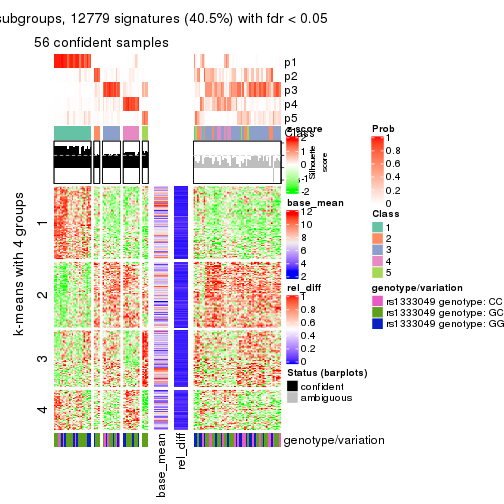 subgroups, 12779 signatures (40.5%) with fdr < 0.05
56 confident samples
p1
p2
p3
p4
p5
Class
z-score
2
1
0
-1
-2
Silhouette
score
k-means with 4 groups
1
2
3
4
base_mean
12
10
8
6
4
2
rel_diff
1
0.8
0.6
0.4
0.2
0
Status (barplots)
confident
ambiguous
Prob
1
0.8
0.6
0.4
0.2
0
Class
1
2
3
4
5
genotype/variation
rs1333049 genotype: CC
rs1333049 genotype: GC
rs1333049 genotype: GG
genotype/variation
base_mean
rel_diff